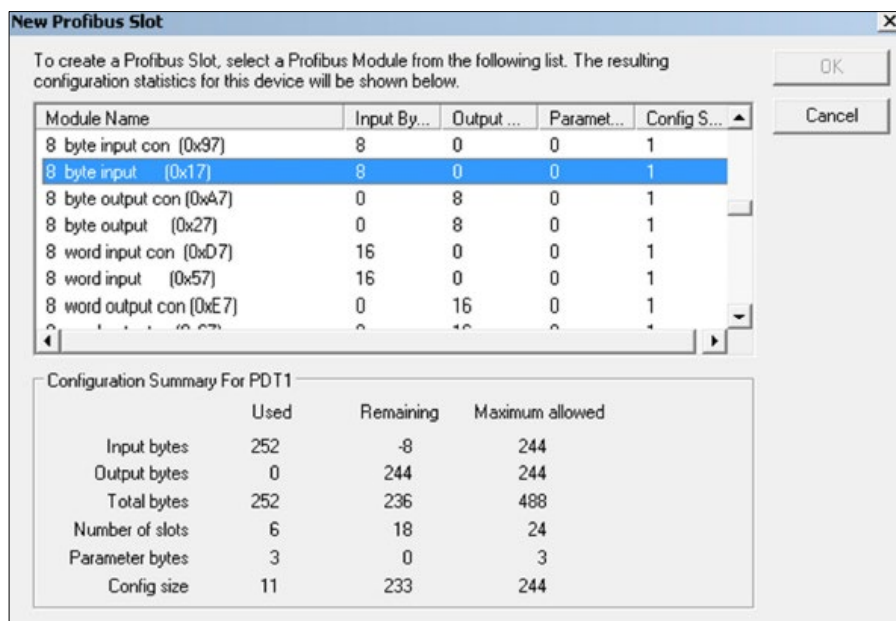 New Profibus Slot
To create a Profibus Slot, select a Profibus Module from the following list. The resulting
configuration statistics for this device will be shown below.
OK
Cancel
Module Name Input By... Output ... Paramet... Config S...
8 byte input con (0x97) 8 0 0 1
8 byte input (0x17) 8 0 0 1
8 byte output con (0xA7) 0 8 0 1
8 byte output (0x27) 0 8 0 1
8 word input con (0xD7) 16 0 0 1
8 word input (0x57) 16 0 0 1
8 word output con (0xE7) 0 16 0 1
Configuration Summary For PDT1
Used Remaining Maximum allowed
Input bytes 252 -8 244
Output bytes 0 244 244
Total bytes 252 236 488
Number of slots 6 18 24
Parameter bytes 3 0 3
Config size 11 233 244